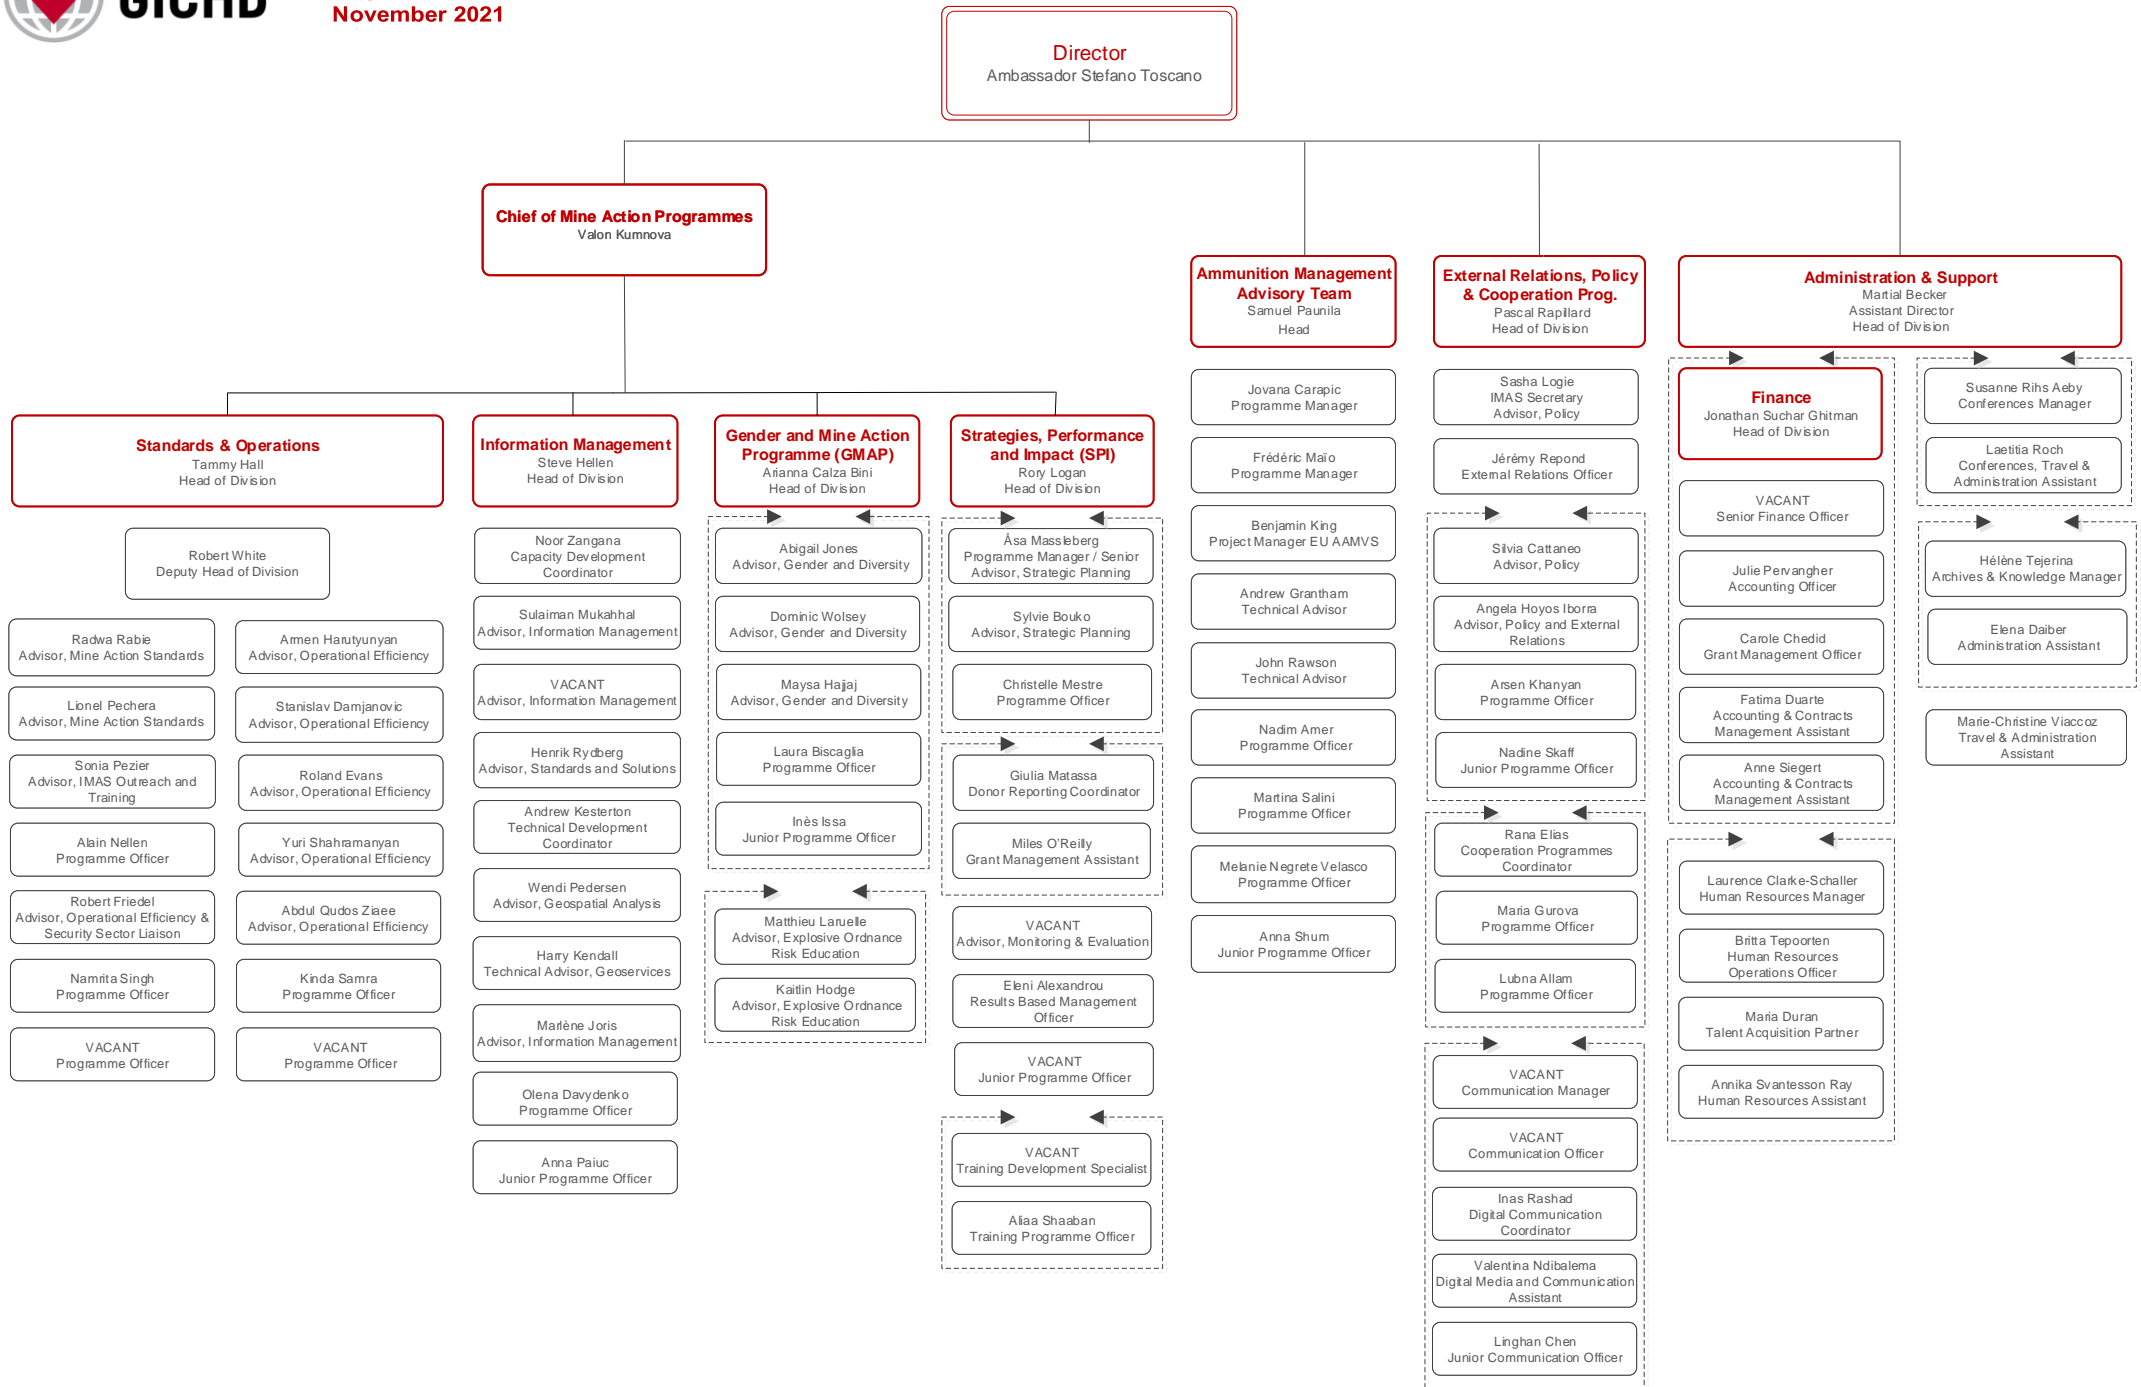 GICHD
November 2021
Director
Ambassador Stefano Toscano
Chief of Mine Action Programmes
Valon Kumnova
Ammunition Management
Advisory Team
Samuel Paunila
Head
External Relations, Policy
& Cooperation Prog.
Pascal Rapillard
Head of Division
Administration & Support
Martial Becker
Assistant Director
Head of Division
Standards & Operations
Tammy Hall
Head of Division
Robert White
Deputy Head of Division
Radwa Rabie
Advisor, Mine Action Standards
Lionel Pechera
Advisor, Mine Action Standards
Sonia Pezier
Advisor, IMAS Outreach and
Training
Alain Nellen
Programme Officer
Robert Friedel
Advisor, Operational Efficiency &
Security Sector Liaison
Namrita Singh
Programme Officer
VACANT
Programme Officer
Armen Harutyunyan
Advisor, Operational Efficiency
Stanislav Damjanovic
Advisor, Operational Efficiency
Roland Evans
Advisor, Operational Efficiency
Yuri Shahramanyan
Advisor, Operational Efficiency
Abdul Qudos Ziaee
Advisor, Operational Efficiency
Kinda Samra
Programme Officer
VACANT
Programme Officer
Information Management
Steve Hellen
Head of Division
Noor Zangana
Capacity Development
Coordinator
Sulaiman Mukahhal
Advisor, Information Management
VACANT
Advisor, Information Management
Henrik Rydberg
Advisor, Standards and Solutions
Andrew Kesterton
Technical Development
Coordinator
Wendi Pedersen
Advisor, Geospatial Analysis
Harry Kendall
Technical Advisor, Geoservices
Marlène Joris
Advisor, Information Management
Olena Davydenko
Programme Officer
Anna Paiuc
Junior Programme Officer
Gender and Mine Action
Programme (GMAP)
Arianna Calza Bini
Head of Division
Abigail Jones
Advisor, Gender and Diversity
Dominic Wolsey
Advisor, Gender and Diversity
Maysa Hajjaj
Advisor, Gender and Diversity
Laura Biscaglia
Programme Officer
Inès Issa
Junior Programme Officer
Matthieu Laruelle
Advisor, Explosive Ordnance
Risk Education
Kaitlin Hodge
Advisor, Explosive Ordnance
Risk Education
Strategies, Performance
and Impact (SPI)
Rory Logan
Head of Division
Åsa Massleberg
Programme Manager / Senior
Advisor, Strategic Planning
Sylvie Bouko
Advisor, Strategic Planning
Christelle Mestre
Programme Officer
Giulia Matassa
Donor Reporting Coordinator
Miles O'Reilly
Grant Management Assistant
VACANT
Advisor, Monitoring & Evaluation
Eleni Alexandrou
Results Based Management
Officer
VACANT
Junior Programme Officer
VACANT
Training Development Specialist
Aliaa Shaaban
Training Programme Officer
Jovana Carapic
Programme Manager
Frédéric Maïo
Programme Manager
Benjamin King
Project Manager EU AAMVS
Andrew Grantham
Technical Advisor
John Rawson
Technical Advisor
Nadim Amer
Programme Officer
Martina Salini
Programme Officer
Melanie Negrete Velasco
Programme Officer
Anna Shum
Junior Programme Officer
Sasha Logie
IMAS Secretary
Advisor, Policy
Jérémy Repond
External Relations Officer
Silvia Cattaneo
Advisor, Policy
Angela Hoyos Iborra
Advisor, Policy and External
Relations
Arsen Khanyan
Programme Officer
Nadine Skaff
Junior Programme Officer
Rana Elias
Cooperation Programmes
Coordinator
Maria Gurova
Programme Officer
Lubna Allam
Programme Officer
VACANT
Communication Manager
VACANT
Communication Officer
Inas Rashad
Digital Communication
Coordinator
Valentina Ndibalema
Digital Media and Communication
Assistant
Linghan Chen
Junior Communication Officer
Finance
Jonathan Suchar Ghitman
Head of Division
VACANT
Senior Finance Officer
Julie Pervangher
Accounting Officer
Carole Chedid
Grant Management Officer
Fatima Duarte
Accounting & Contracts
Management Assistant
Anne Siegert
Accounting & Contracts
Management Assistant
Laurence Clarke-Schaller
Human Resources Manager
Britta Tepoorten
Human Resources
Operations Officer
Maria Duran
Talent Acquisition Partner
Annika Svantesson Ray
Human Resources Assistant
Susanne Rihs Aeby
Conferences Manager
Laetitia Roch
Conferences, Travel &
Administration Assistant
Hélène Tejerina
Archives & Knowledge Manager
Elena Daiber
Administration Assistant
Marie-Christine Viaccoz
Travel & Administration
Assistant